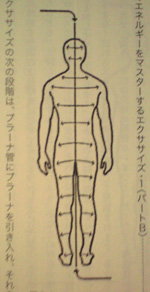 エネルギーをマスターするエクササイズ・1（パートB）
クササイズの次の段階は、プラーナ管にプラーナを引き入れ、それ